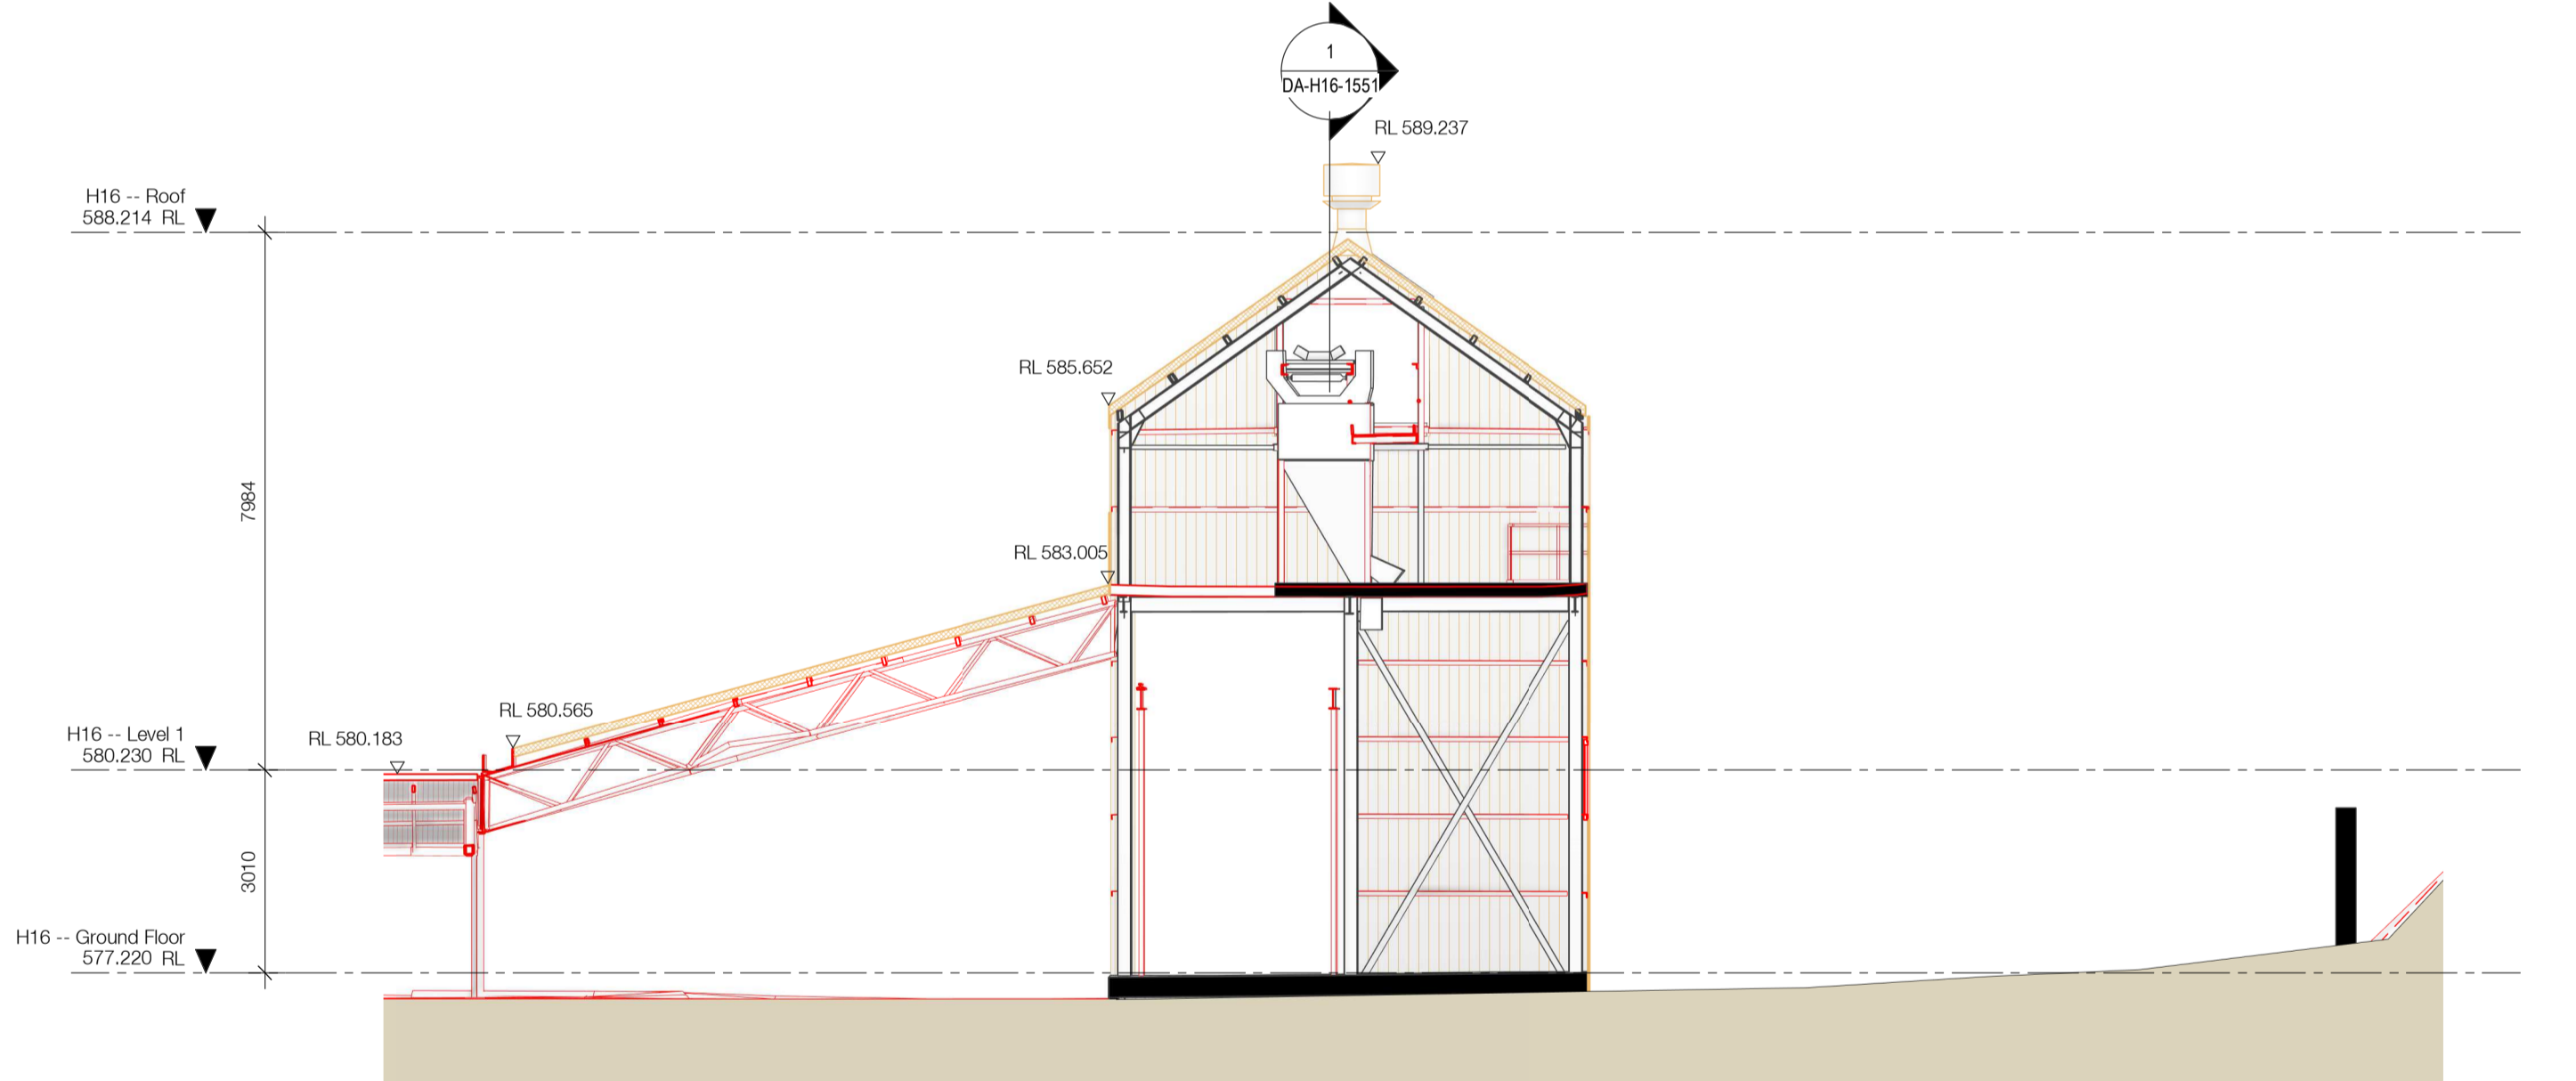 1
DA-H16-1551
RL 589.237
H16 -- Roof
588.214 RL
RL 585.652
7984
RL 583.005
RL 580.565
H16 -- Level 1
580.230 RL
RL 580.183
3010
H16 -- Ground Floor
577.220 RL